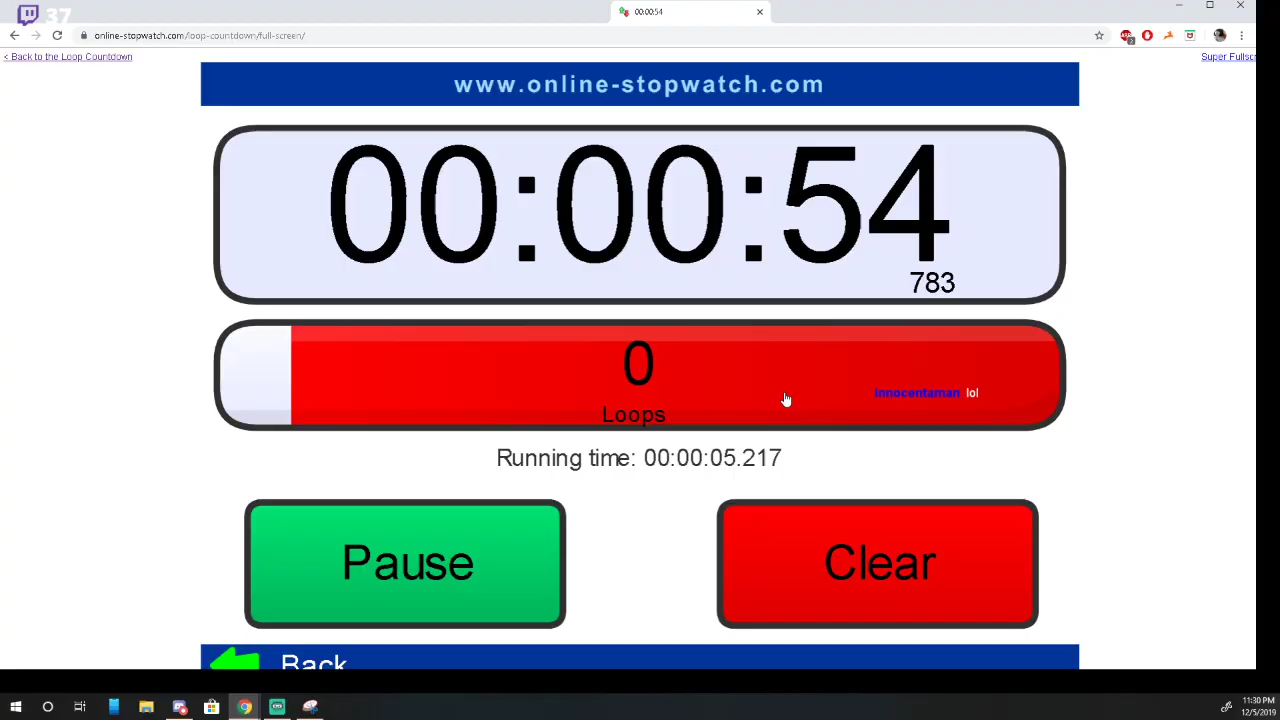 37
00:00:54
online-stopwatch.com/loop-countdown/full-screen/
2
< Back to the Loop Countdown
Super Fullscr
www.online-stopwatch.com
00:00:54
783
0
Loops
innocentaman lol
Running time: 00:00:05.217
Pause
Clear
Back
11:30 PM
12/5/2019